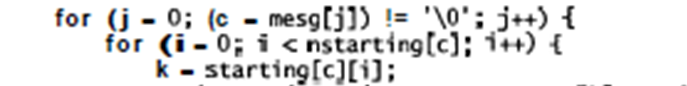 for (j = 0; (c = mesg[j]) != '\0'; j++) {
for (i = 0; i < nstarting[c]; i++) {
k = starting[c][i];